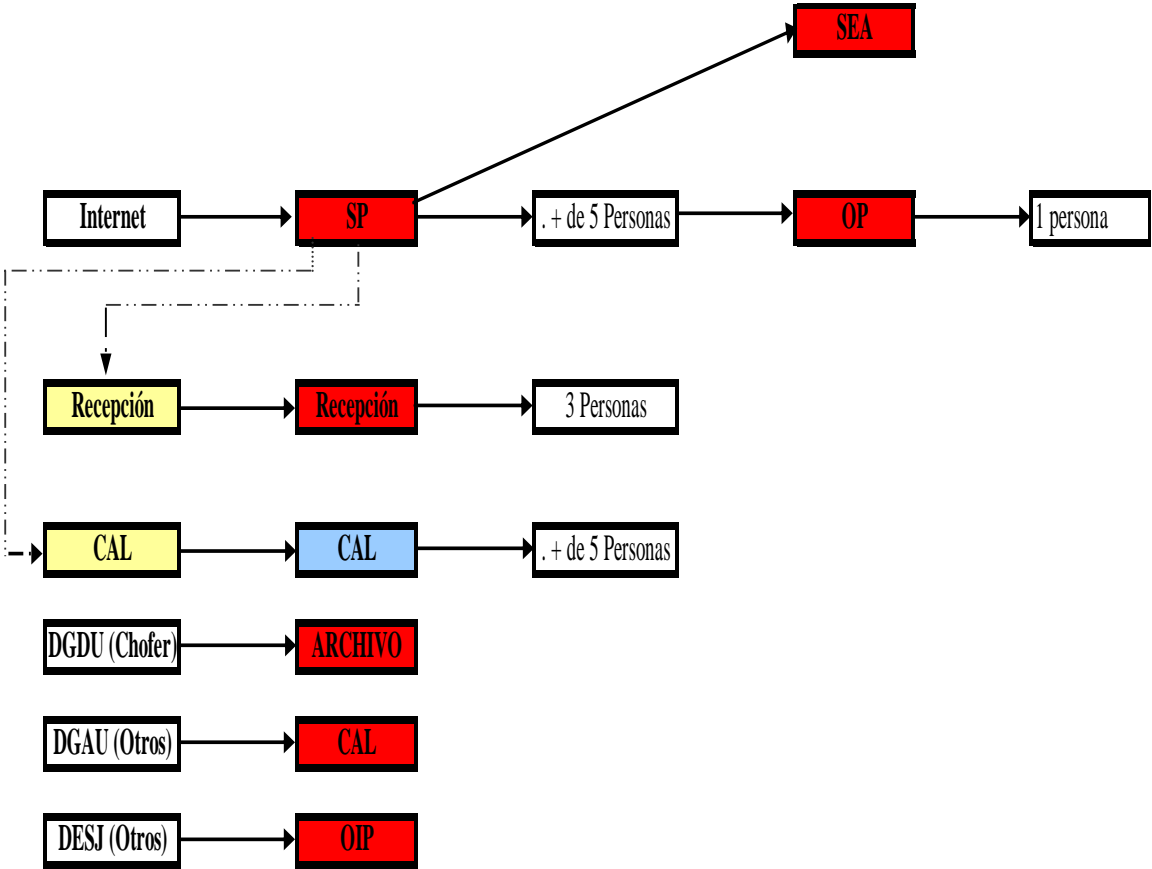 SEA
Internet
SP
. + de 5 Personas
OP
1 persona
Recepción
Recepción
3 Personas
CAL
CAL
. + de 5 Personas
DGDU (Chofer)
ARCHIVO
DGAU (Otros)
CAL
DESJ (Otros)
OIP